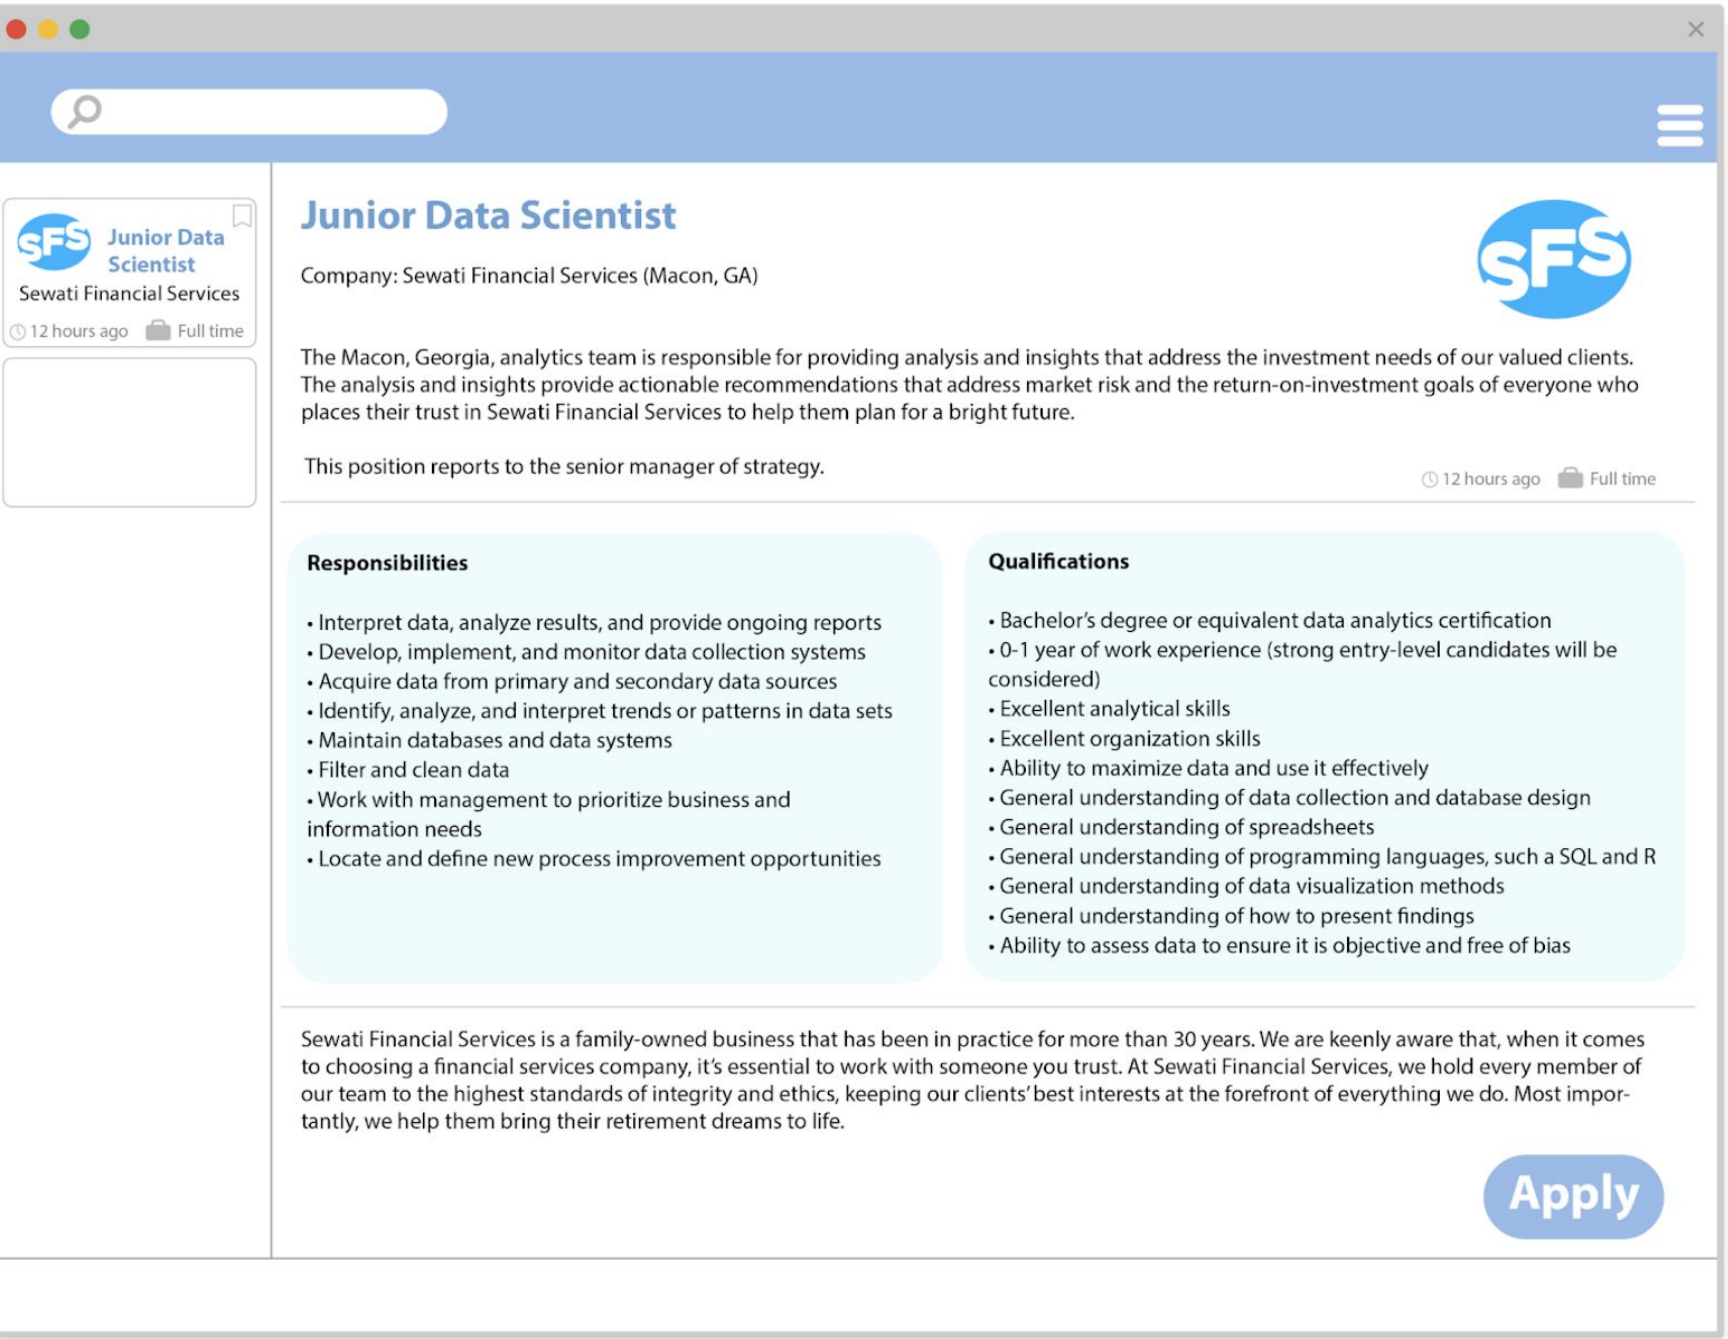 SFS
Junior Data
Scientist
Sewati Financial Services
12 hours ago Full time
Junior Data Scientist
SFS
Company: Sewati Financial Services (Macon, GA)
The Macon, Georgia, analytics team is responsible for providing analysis and insights that address the investment needs of our valued clients.
The analysis and insights provide actionable recommendations that address market risk and the return-on-investment goals of everyone who
places their trust in Sewati Financial Services to help them plan for a bright future.
This position reports to the senior manager of strategy.
12 hours ago Full time
Responsibilities
• Interpret data, analyze results, and provide ongoing reports
• Develop, implement, and monitor data collection systems
• Acquire data from primary and secondary data sources
• Identify, analyze, and interpret trends or patterns in data sets
• Maintain databases and data systems
• Filter and clean data
• Work with management to prioritize business and
information needs
• Locate and define new process improvement opportunities
Qualifications
• Bachelor's degree or equivalent data analytics certification
• 0-1 year of work experience (strong entry-level candidates will be
considered)
• Excellent analytical skills
• Excellent organization skills
• Ability to maximize data and use it effectively
• General understanding of data collection and database design
• General understanding of spreadsheets
• General understanding of programming languages, such a SQL and R
• General understanding of data visualization methods
• General understanding of how to present findings
• Ability to assess data to ensure it is objective and free of bias
Sewati Financial Services is a family-owned business that has been in practice for more than 30 years. We are keenly aware that, when it comes
to choosing a financial services company, it's essential to work with someone you trust. At Sewati Financial Services, we hold every member of
our team to the highest standards of integrity and ethics, keeping our clients' best interests at the forefront of everything we do. Most impor-
tantly, we help them bring their retirement dreams to life.
Apply